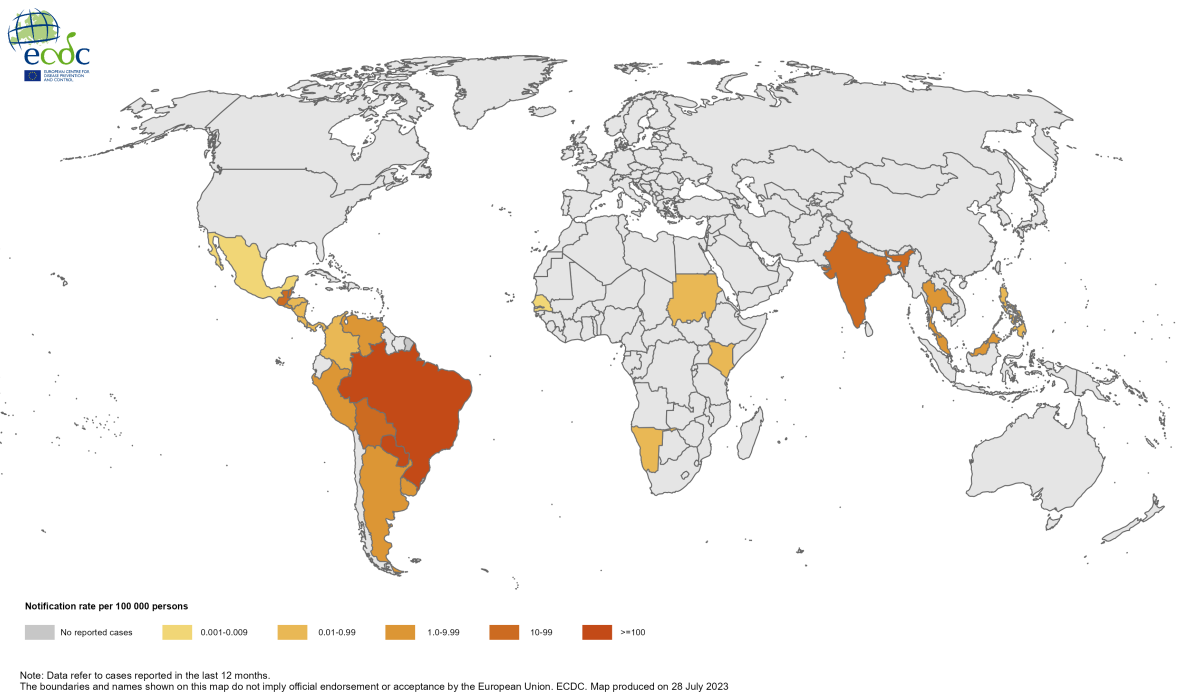 ecdc
EUROPEAN CENTRE FOR
DISEASE PREVENTION
AND CONTROL
Notification rate per 100 000 persons
No reported cases
0.001-0.009
0.01-0.99
1.0-9.99
10-99
>=100
Note: Data refer to cases reported in the last 12 months.
The boundaries and names shown on this map do not imply official endorsement or acceptance by the European Union. ECDC. Map produced on 28 July 2023